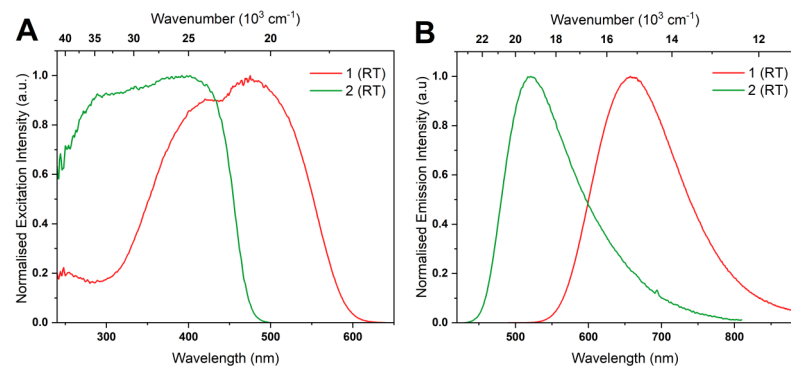 A
Wavenumber (10³ cm⁻¹)
40 35 30 25 20
1 (RT)
2 (RT)
Normalised Excitation Intensity (a.u.)
1.0
0.8
0.6
0.4
0.2
0.0
300 400 500 600
Wavelength (nm)
B
Wavenumber (10³ cm⁻¹)
22 20 18 16 14 12
1 (RT)
2 (RT)
Normalised Emission Intensity (a.u)
1.0
0.8
0.6
0.4
0.2
0.0
500 600 700 800
Wavelength (nm)